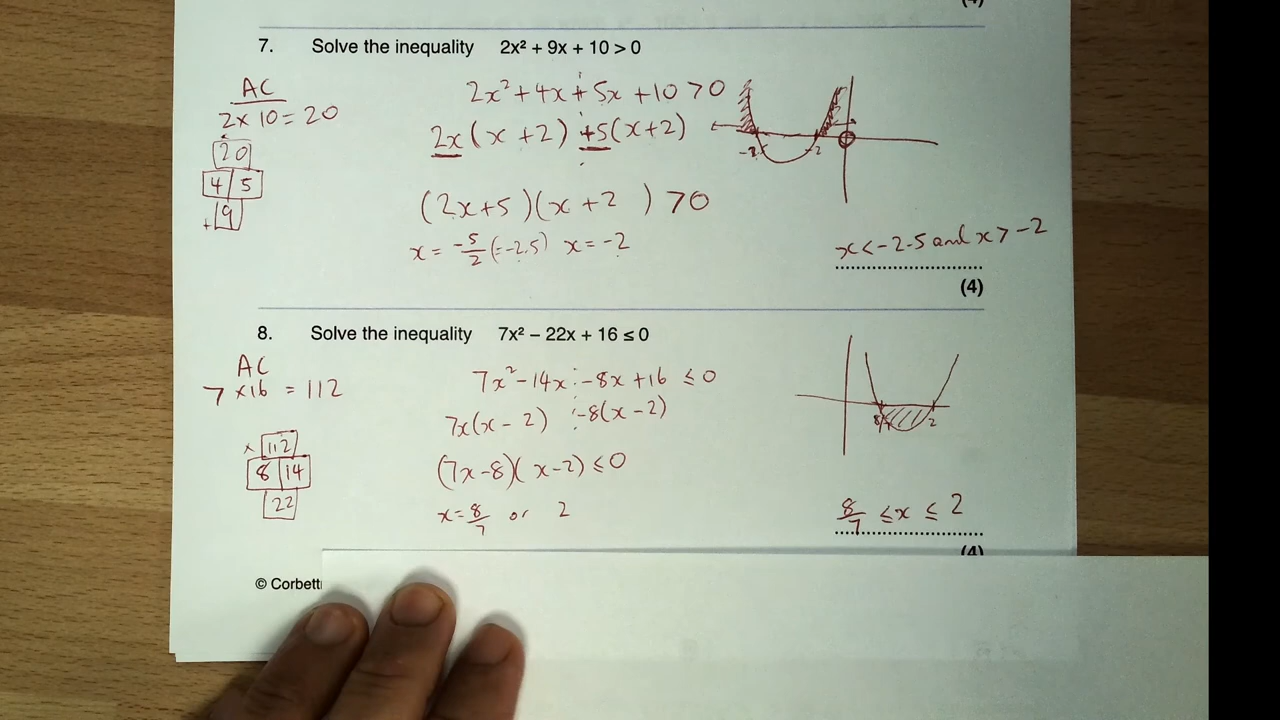 (4)
7. Solve the inequality 2x² + 9x + 10 > 0
AC
2 × 10 = 20
20
4 5
+ 9
2x² + 4x + 5x + 10 > 0
2x (x + 2) +5(x+2)
(2x+5)(x + 2) > 0
x = -5/2 (=-2.5) x = -2
-2
x < -2.5 and x > -2
(4)
8. Solve the inequality 7x² – 22x + 16 ≤ 0
AC
7 × 16 = 112
× 112
8 14
22
7x² - 14x - 8x + 16 ≤ 0
7x(x - 2) -8(x - 2)
(7x-8)(x-2) ≤ 0
x = 8/7 or 2
8/7 2
8/7 ≤ x ≤ 2
(4)
© Corbett